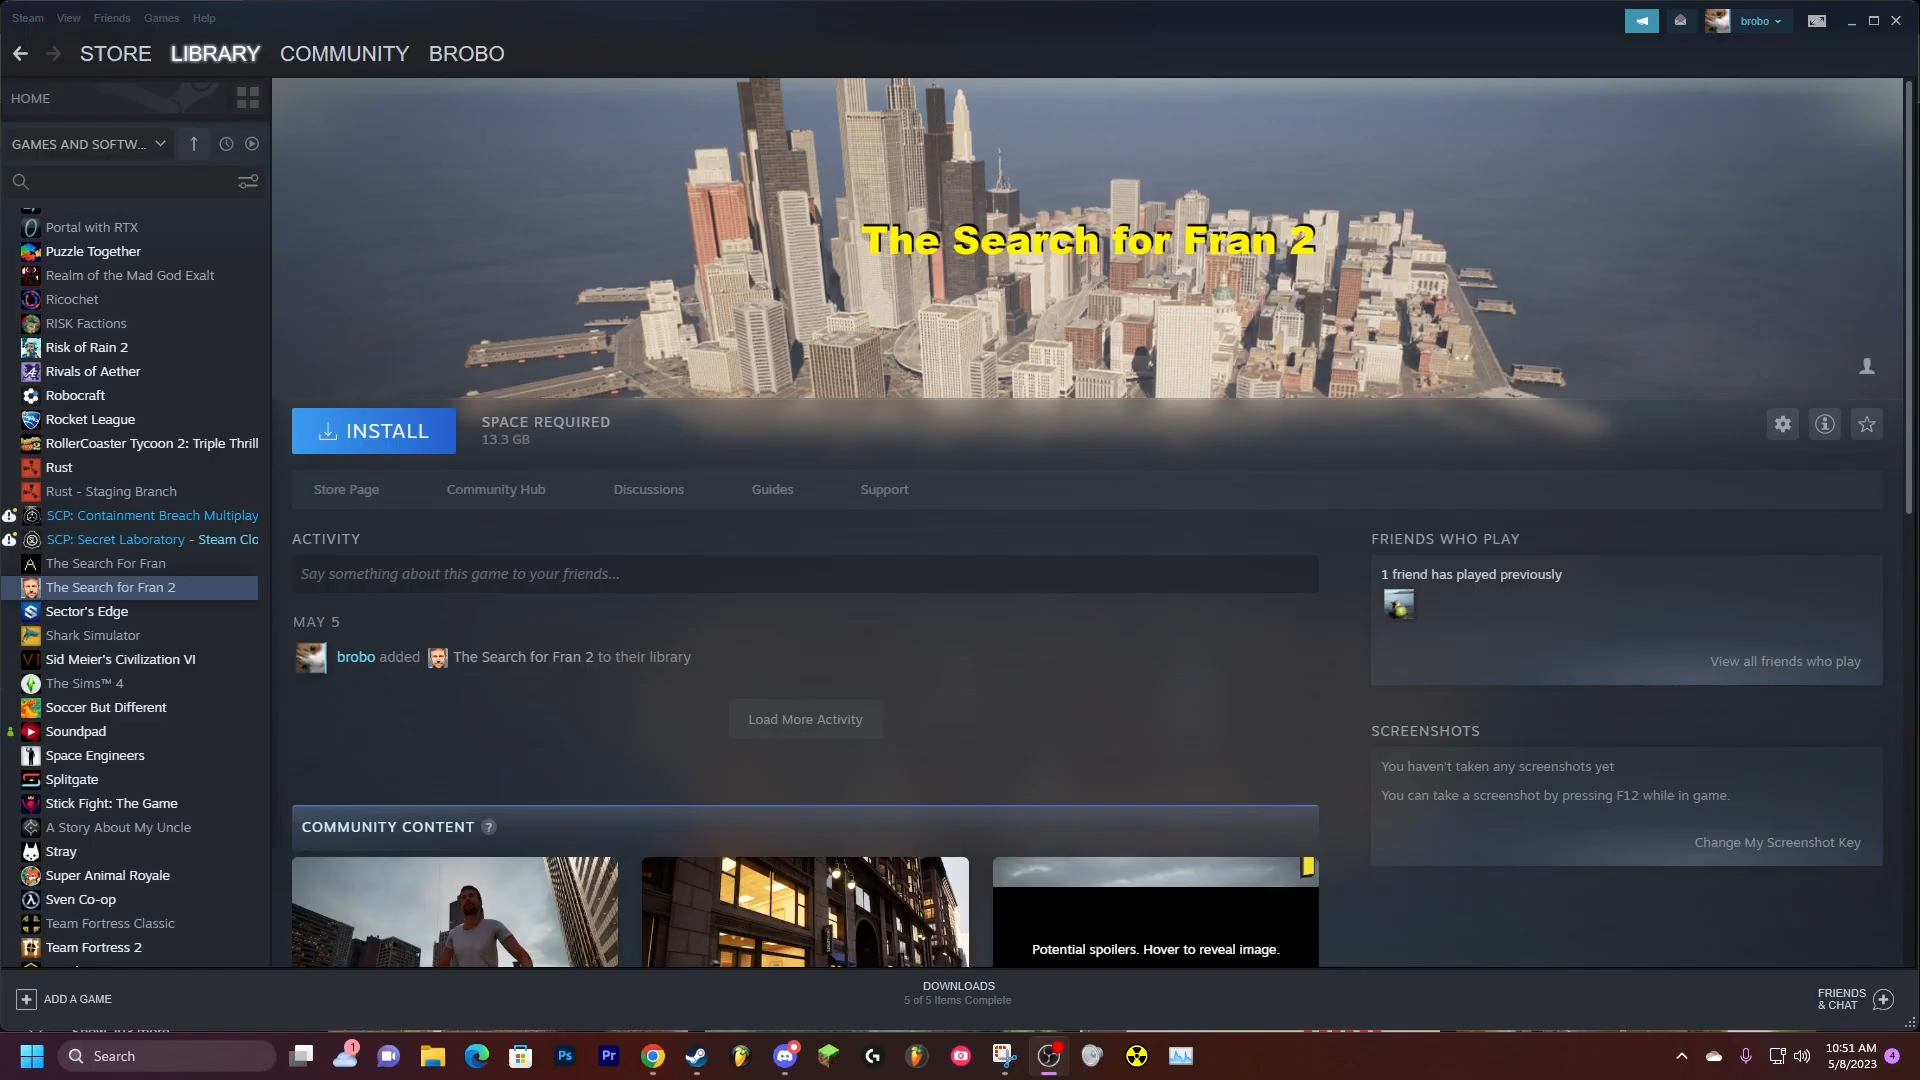 Steam View Friends Games Help
brobo
STORE LIBRARY COMMUNITY BROBO
HOME
GAMES AND SOFTW...
Portal with RTX
Puzzle Together
Realm of the Mad God Exalt
Ricochet
RISK Factions
Risk of Rain 2
Rivals of Aether
Robocraft
Rocket League
RollerCoaster Tycoon 2: Triple Thrill
Rust
Rust - Staging Branch
SCP: Containment Breach Multiplay
SCP: Secret Laboratory - Steam Clo
The Search For Fran
The Search for Fran 2
Sector's Edge
Shark Simulator
Sid Meier's Civilization VI
The Sims™ 4
Soccer But Different
Soundpad
Space Engineers
Splitgate
Stick Fight: The Game
A Story About My Uncle
Stray
Super Animal Royale
Sven Co-op
Team Fortress Classic
Team Fortress 2
The Search for Fran 2
INSTALL
SPACE REQUIRED
13.3 GB
Store Page Community Hub Discussions Guides Support
ACTIVITY
Say something about this game to your friends...
MAY 5
brobo added The Search for Fran 2 to their library
Load More Activity
COMMUNITY CONTENT ?
Potential spoilers. Hover to reveal image.
FRIENDS WHO PLAY
1 friend has played previously
View all friends who play
SCREENSHOTS
You haven't taken any screenshots yet
You can take a screenshot by pressing F12 while in game.
Change My Screenshot Key
ADD A GAME
DOWNLOADS
5 of 5 Items Complete
FRIENDS
& CHAT
Search
1
Ps
Pr
10:51 AM
5/8/2023
4